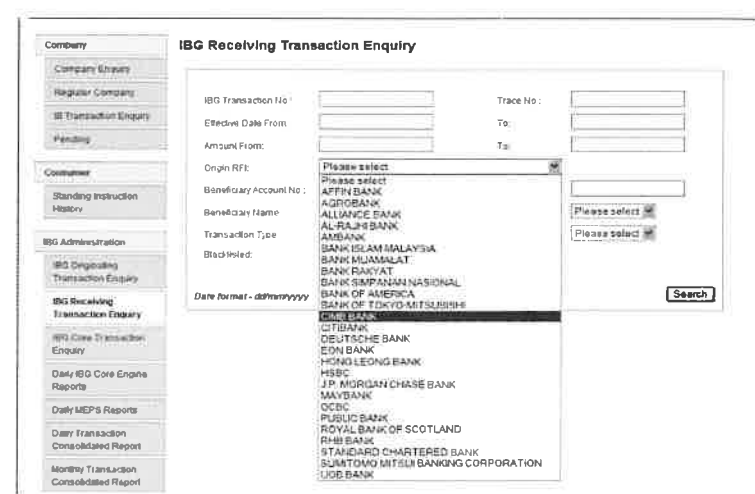 Company
Company Enquiry
Register Company
IB Transaction Enquiry
Pending
Consumer
Standing Instruction
History
IBG Administration
IBG Originating
Transaction Enquiry
IBG Receiving
Transaction Enquiry
IBG Core Transaction
Enquiry
Daily IBG Core Engine
Reports
Daily MEPS Reports
Daily Transaction
Consolidated Report
Monthly Transaction
Consolidated Report
IBG Receiving Transaction Enquiry
IBG Transaction No :
Trace No :
Effective Date From:
To:
Amount From:
To:
Origin RFI:
Please select
Beneficiary Account No :
Beneficiary Name
Please select
Transaction Type
Please select
Blacklisted:
Date format - dd/mm/yyyy
Search
Please select
AFFIN BANK
AGROBANK
ALLIANCE BANK
AL-RAJHI BANK
AMBANK
BANK ISLAM MALAYSIA
BANK MUAMALAT
BANK RAKYAT
BANK SIMPANAN NASIONAL
BANK OF AMERICA
BANK OF TOKYO-MITSUBISHI
CIMB BANK
CITIBANK
DEUTSCHE BANK
EON BANK
HONG LEONG BANK
HSBC
J.P. MORGAN CHASE BANK
MAYBANK
OCBC
PUBLIC BANK
ROYAL BANK OF SCOTLAND
RHB BANK
STANDARD CHARTERED BANK
SUMITOMO MITSUI BANKING CORPORATION
UOB BANK